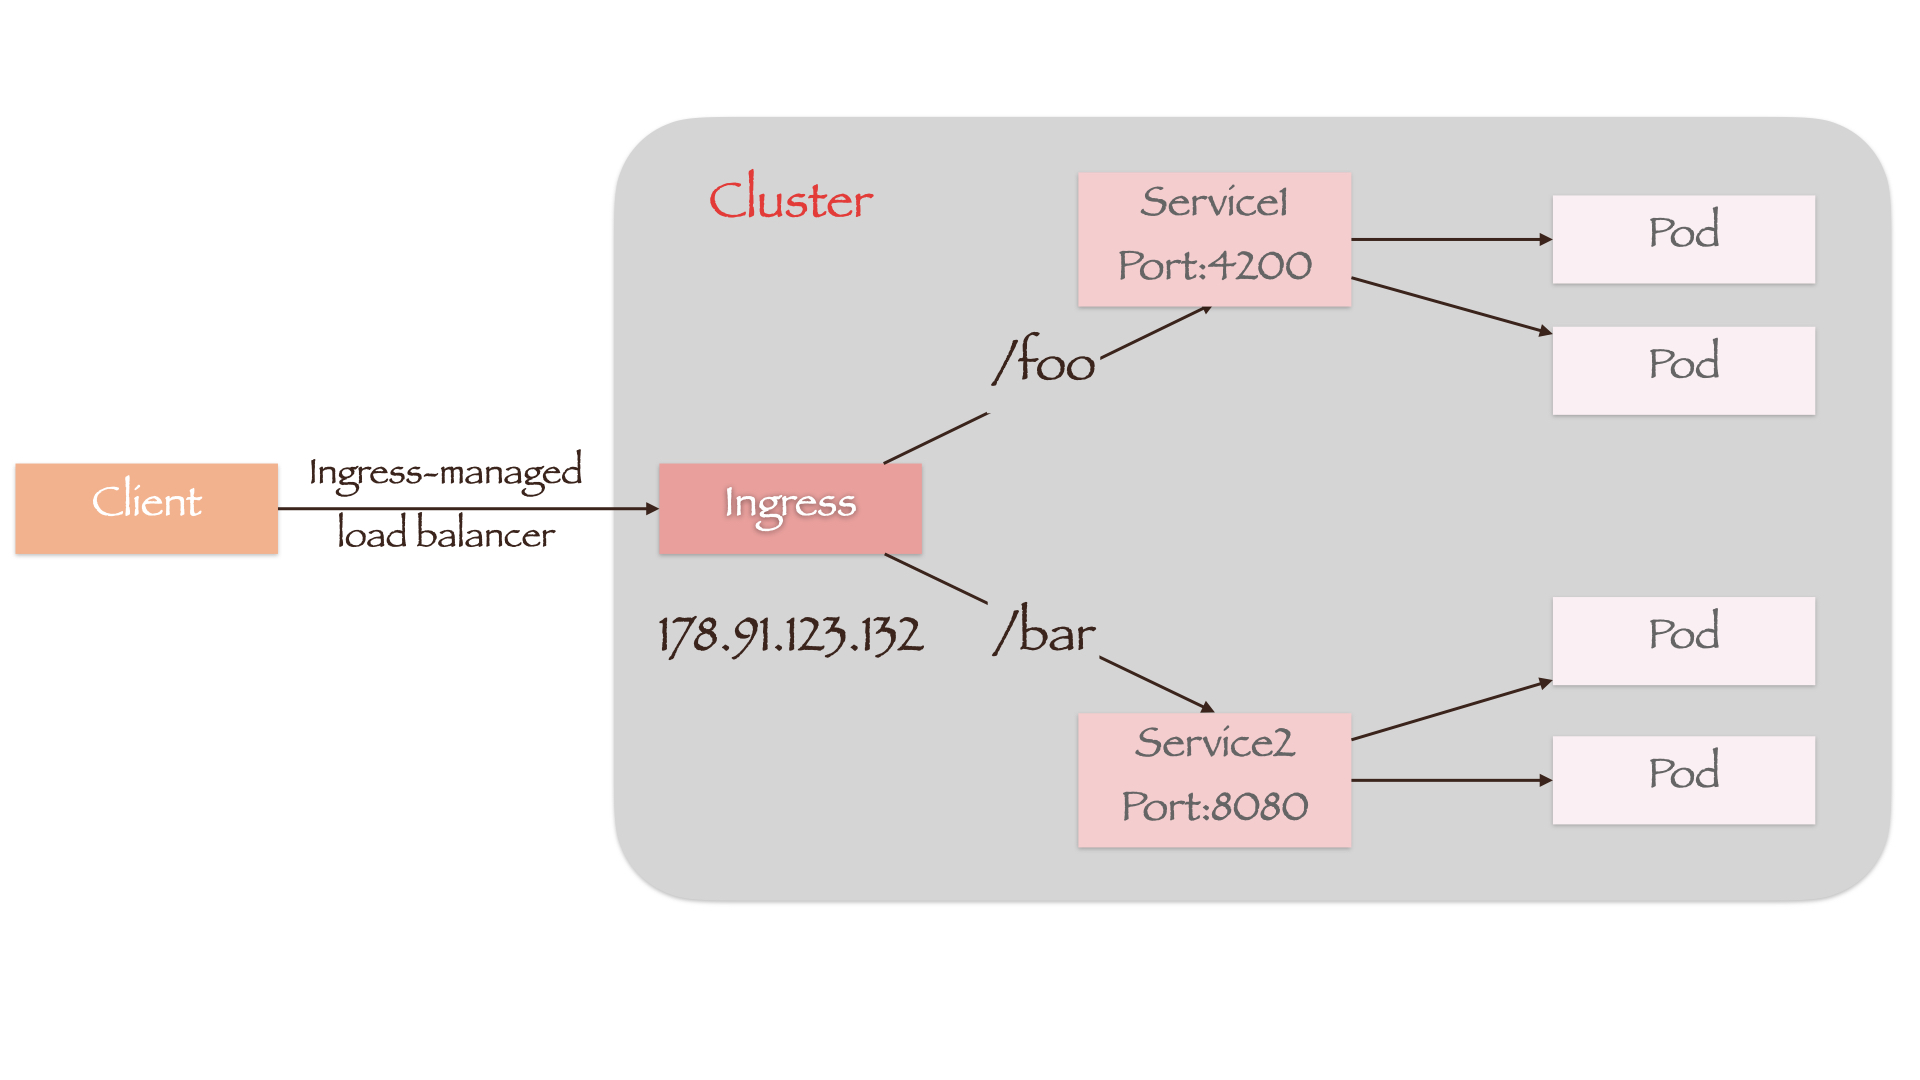 Cluster
Service1
Port:4200
Pod
Pod
/foo
Client
Ingress-managed
load balancer
Ingress
178.91.123.132
/bar
Service2
Port:8080
Pod
Pod